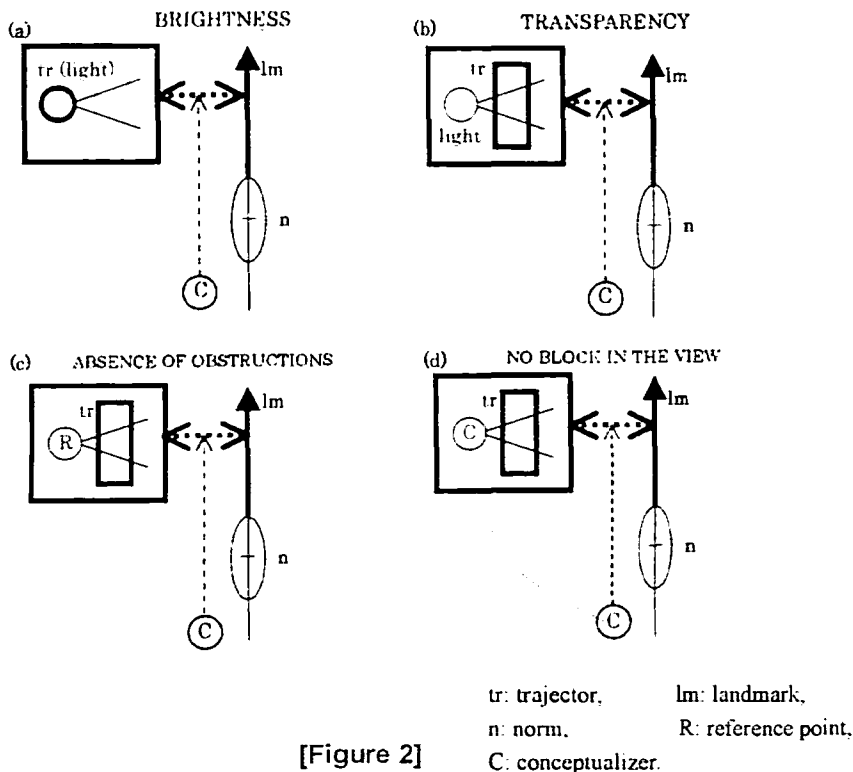 (a) BRIGHTNESS
tr (light)
lm
n
C
(b) TRANSPARENCY
tr
light
lm
n
C
(c) ABSENCE OF OBSTRUCTIONS
tr
R
lm
n
C
(d) NO BLOCK IN THE VIEW
tr
C
lm
n
C
tr: trajector, lm: landmark,
n: norm, R: reference point,
C: conceptualizer.
[Figure 2]